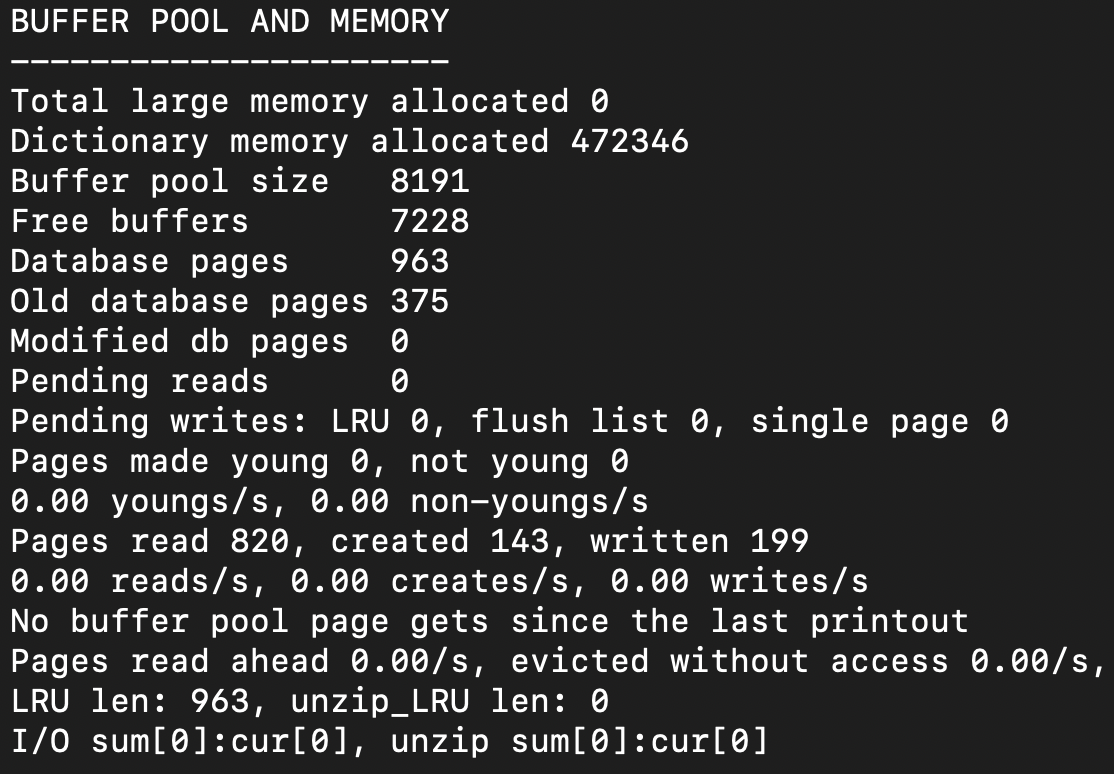 BUFFER POOL AND MEMORY
----------------------
Total large memory allocated 0
Dictionary memory allocated 472346
Buffer pool size   8191
Free buffers       7228
Database pages     963
Old database pages 375
Modified db pages  0
Pending reads      0
Pending writes: LRU 0, flush list 0, single page 0
Pages made young 0, not young 0
0.00 youngs/s, 0.00 non-youngs/s
Pages read 820, created 143, written 199
0.00 reads/s, 0.00 creates/s, 0.00 writes/s
No buffer pool page gets since the last printout
Pages read ahead 0.00/s, evicted without access 0.00/s,
LRU len: 963, unzip_LRU len: 0
I/O sum[0]:cur[0], unzip sum[0]:cur[0]